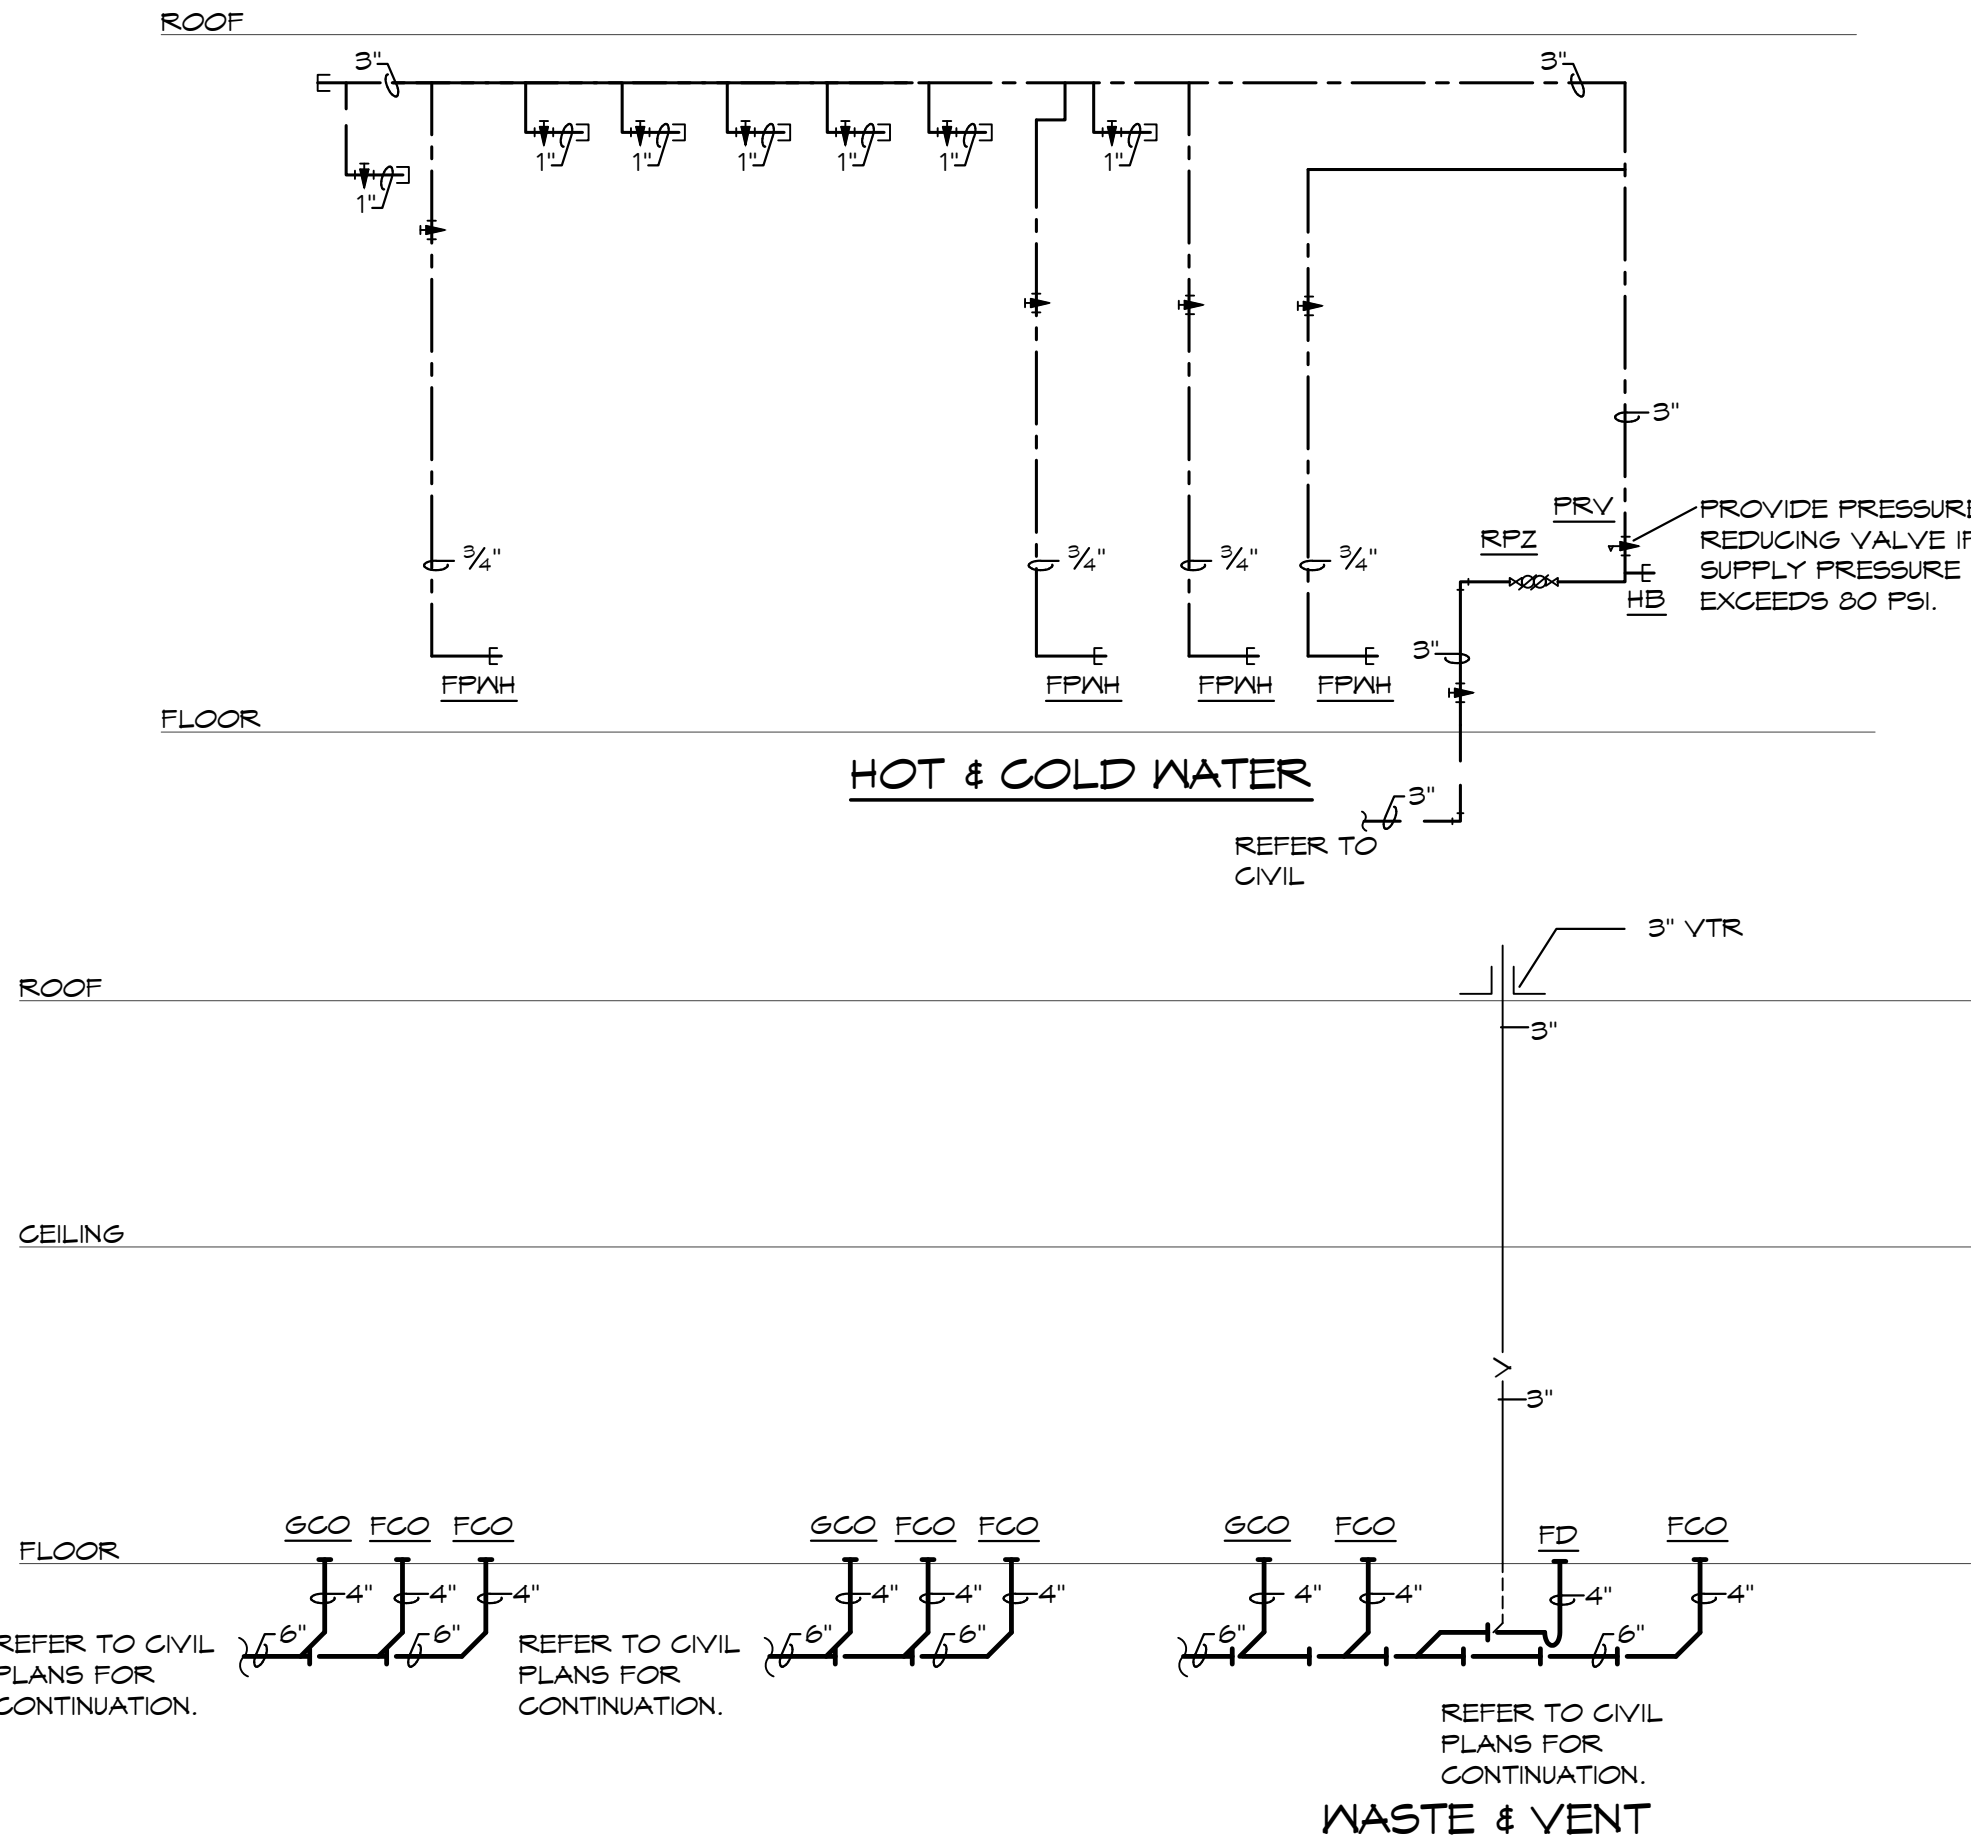 ROOF
3"
3"
1"
1"
1"
1"
1"
1"
1"
3"
PRV
PROVIDE PRESSURE
REDUCING VALVE IF
SUPPLY PRESSURE
EXCEEDS 80 PSI.
RPZ
HB
3/4"
3/4"
3/4"
3/4"
3"
FPWH
FPWH
FPWH
FPWH
FLOOR
HOT & COLD WATER
3"
REFER TO
CIVIL
3" VTR
ROOF
3"
CEILING
3"
GCO
FCO
FCO
GCO
FCO
FCO
GCO
FCO
FD
FCO
FLOOR
4"
4"
4"
4"
4"
4"
4"
4"
4"
4"
6"
6"
6"
6"
6"
6"
REFER TO CIVIL
PLANS FOR
CONTINUATION.
REFER TO CIVIL
PLANS FOR
CONTINUATION.
REFER TO CIVIL
PLANS FOR
CONTINUATION.
WASTE & VENT